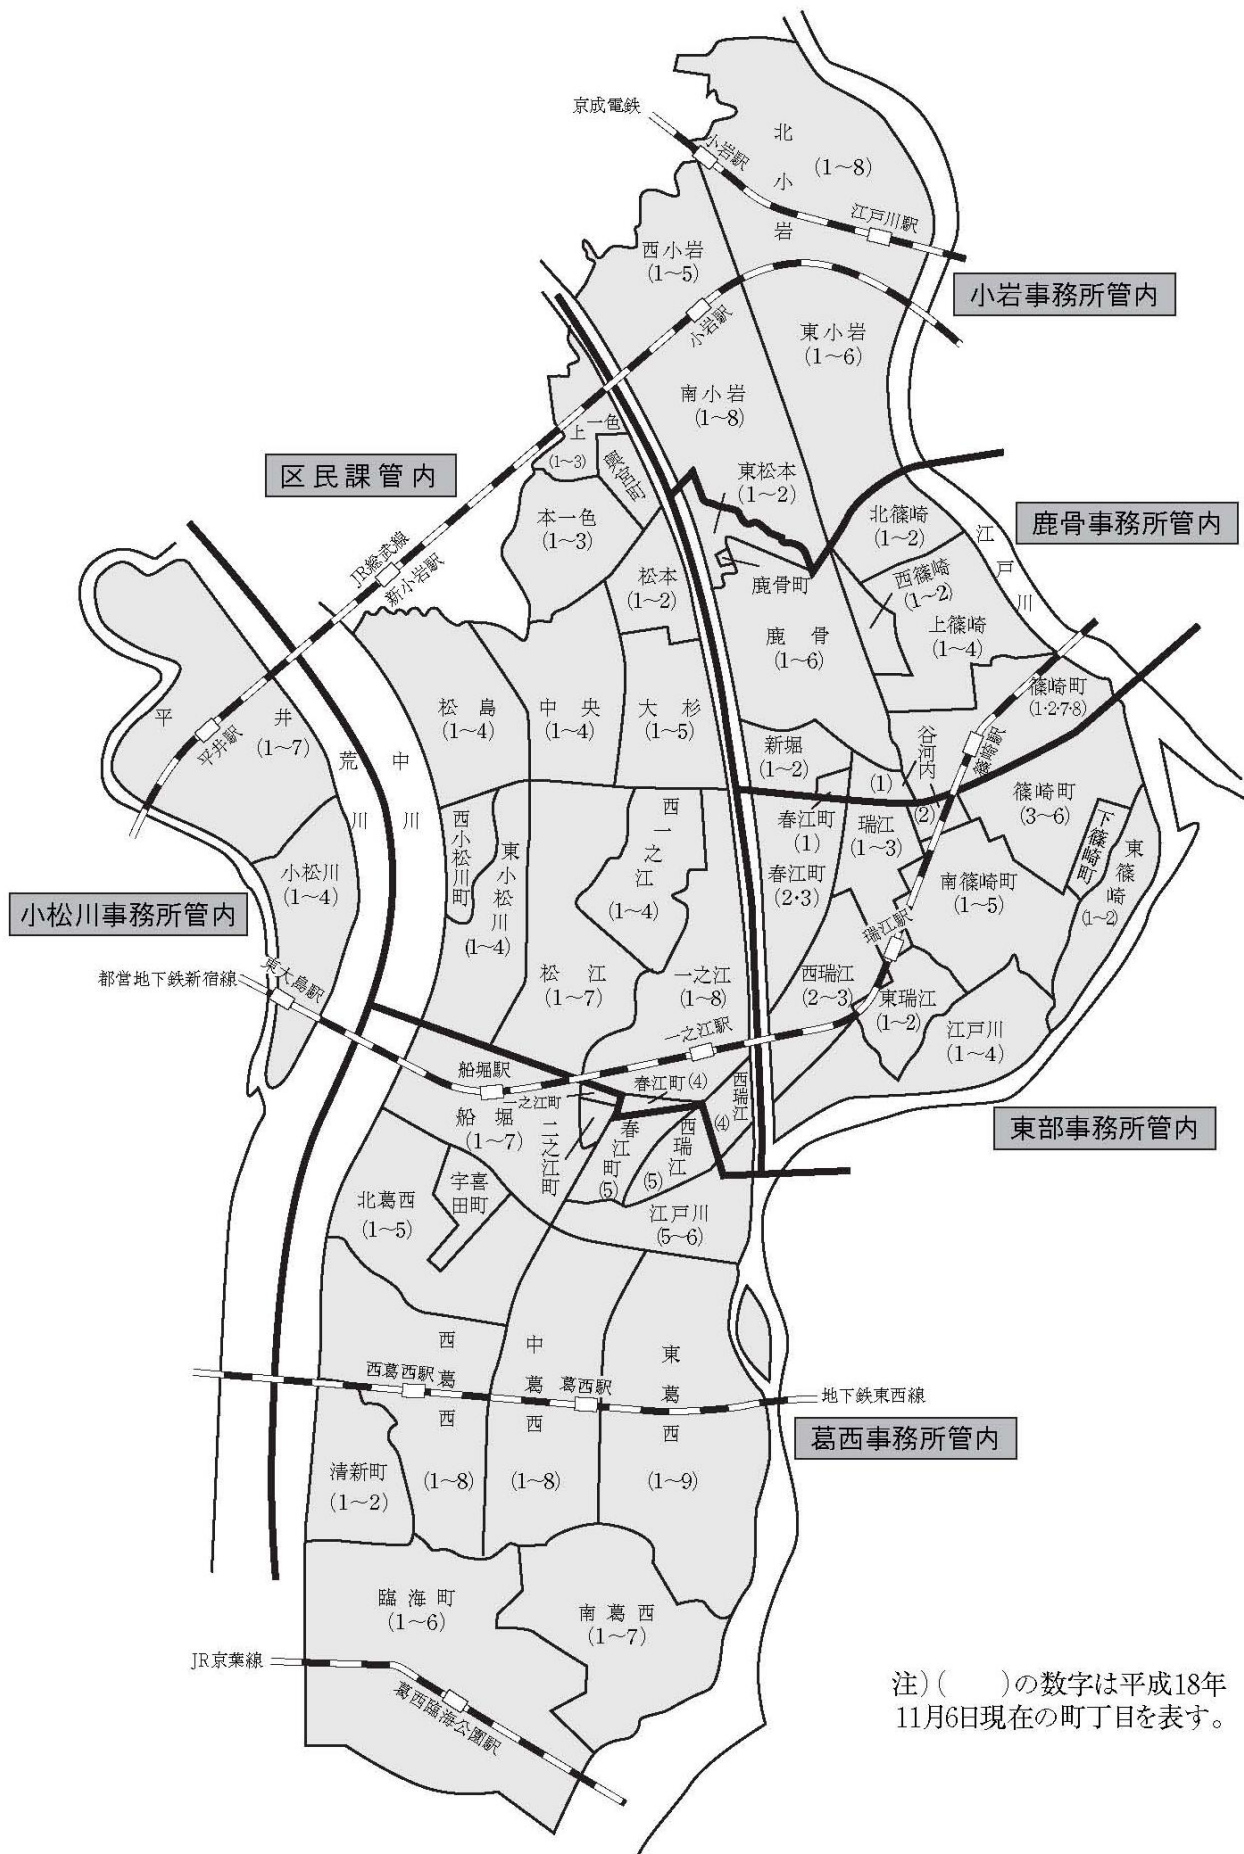 京成電鉄
小岩駅
北小岩
(1～8)
江戸川駅
西小岩
(1～5)
小岩事務所管内
小岩駅
東小岩
(1～6)
南小岩
(1～8)
上一色
(1～3)
興宮町
区民課管内
東松本
(1～2)
本一色
(1～3)
北篠崎
(1～2)
鹿骨事務所管内
江戸川
JR総武線
新小岩駅
松本
(1～2)
鹿骨町
西篠崎
(1～2)
鹿骨
(1～6)
上篠崎
(1～4)
篠崎町
(1・2・7・8)
平井
(1～7)
平井駅
荒川
中川
松島
(1～4)
中央
(1～4)
大杉
(1～5)
新堀
(1～2)
谷河内
(1)
(2)
篠崎駅
篠崎町
(3～6)
下篠崎町
東篠崎
(1～2)
西小松川町
東小松川
(1～4)
西一之江
(1～4)
春江町
(1)
瑞江
(1～3)
春江町
(2・3)
南篠崎町
(1～5)
小松川
(1～4)
小松川事務所管内
瑞江駅
都営地下鉄新宿線
東大島駅
松江
(1～7)
一之江
(1～8)
西瑞江
(2～3)
東瑞江
(1～2)
江戸川
(1～4)
一之江駅
船堀駅
船堀
(1～7)
一之江町
二之江町
春江町(4)
西瑞江
(4)
春江町
(5)
西瑞江
(5)
東部事務所管内
北葛西
(1～5)
宇喜田町
江戸川
(5～6)
西葛西
(1～8)
中葛西
(1～8)
東葛西
(1～9)
西葛西駅
葛西駅
地下鉄東西線
葛西事務所管内
清新町
(1～2)
臨海町
(1～6)
南葛西
(1～7)
JR京葉線
葛西臨海公園駅
注)(　　)の数字は平成18年
11月6日現在の町丁目を表す。